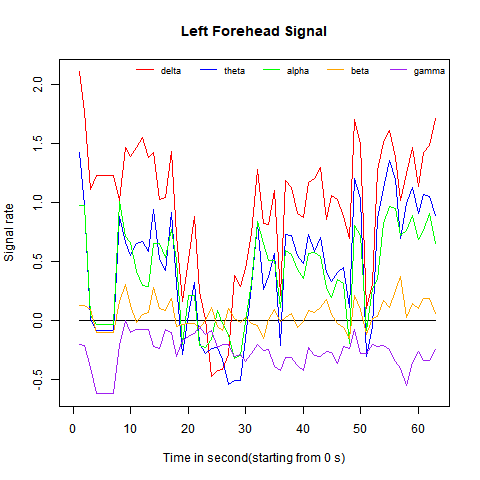 Left Forehead Signal
delta theta alpha beta gamma
Signal rate
2.0
1.5
1.0
0.5
0.0
-0.5
0 10 20 30 40 50 60
Time in second(starting from 0 s)